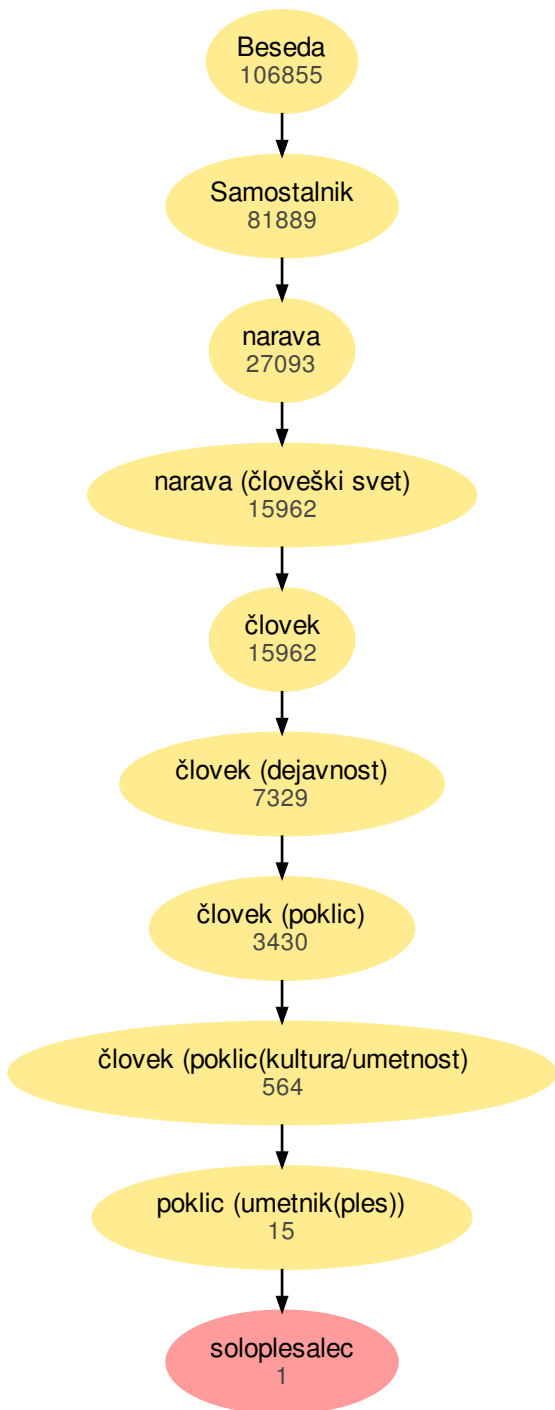 Beseda
106855
Samostalnik
81889
narava
27093
narava (človeški svet)
15962
človek
15962
človek (dejavnost)
7329
človek (poklic)
3430
človek (poklic(kultura/umetnost)
564
poklic (umetnik(ples))
15
soloplesalec
1